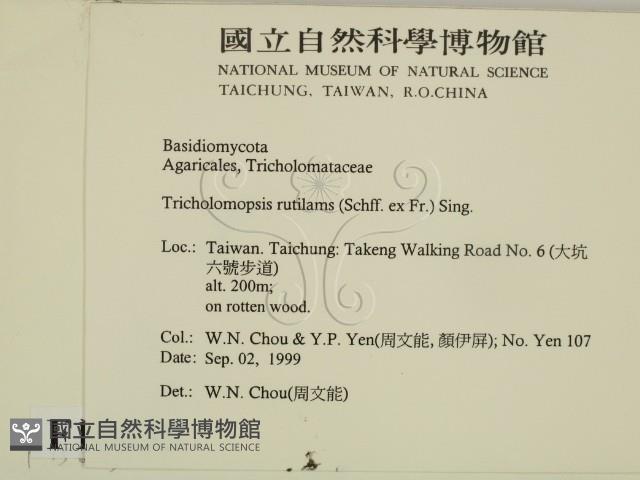 國立自然科學博物館
NATIONAL MUSEUM OF NATURAL SCIENCE
TAICHUNG, TAIWAN, R.O.CHINA
Basidiomycota
Agaricales, Tricholomataceae
Tricholomopsis rutilams (Schff. ex Fr.) Sing.
Loc.: Taiwan. Taichung: Takeng Walking Road No. 6 (大坑
六號步道)
alt. 200m;
on rotten wood.
Col.: W.N. Chou & Y.P. Yen(周文能, 顏伊屏); No. Yen 107
Date: Sep. 02, 1999
Det.: W.N. Chou(周文能)
國立自然科學博物館
NATIONAL MUSEUM OF NATURAL SCIENCE